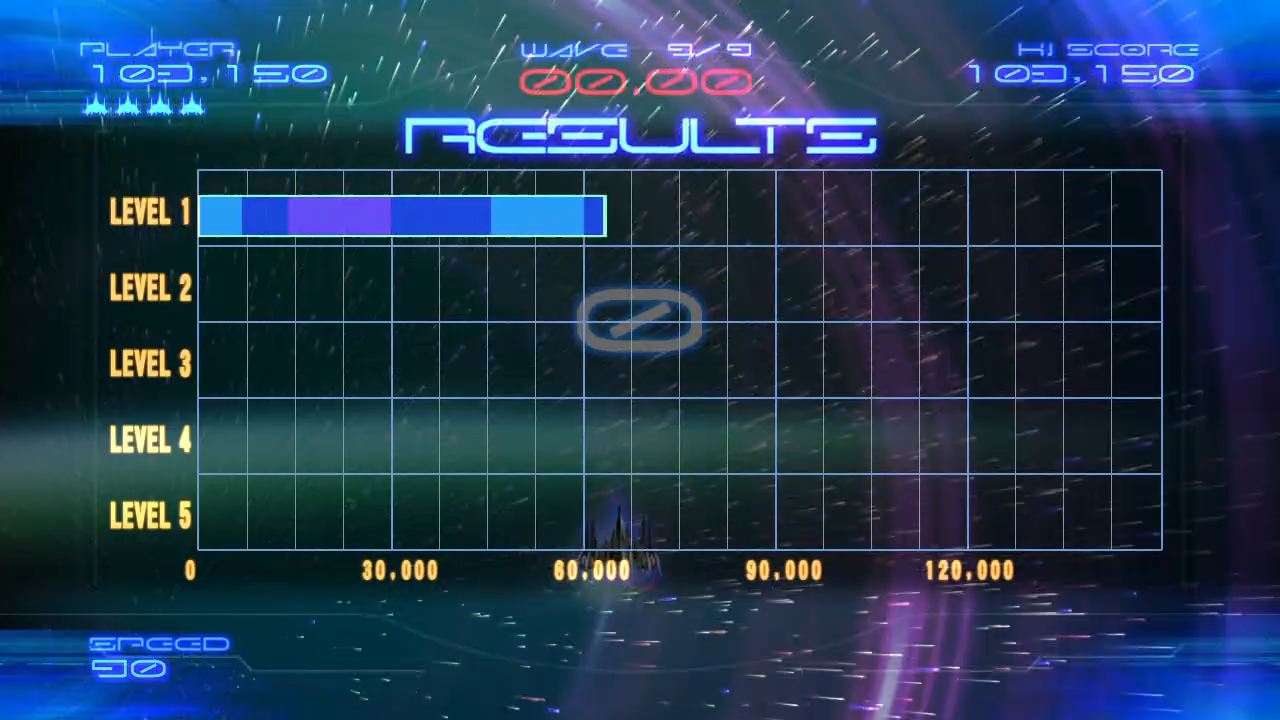 PLAYER
103,150
WAVE 9/9
00.00
HI SCORE
103,150
RESULTS
LEVEL 1
LEVEL 2
0
LEVEL 3
LEVEL 4
LEVEL 5
0 30,000 60,000 90,000 120,000
SPEED
90